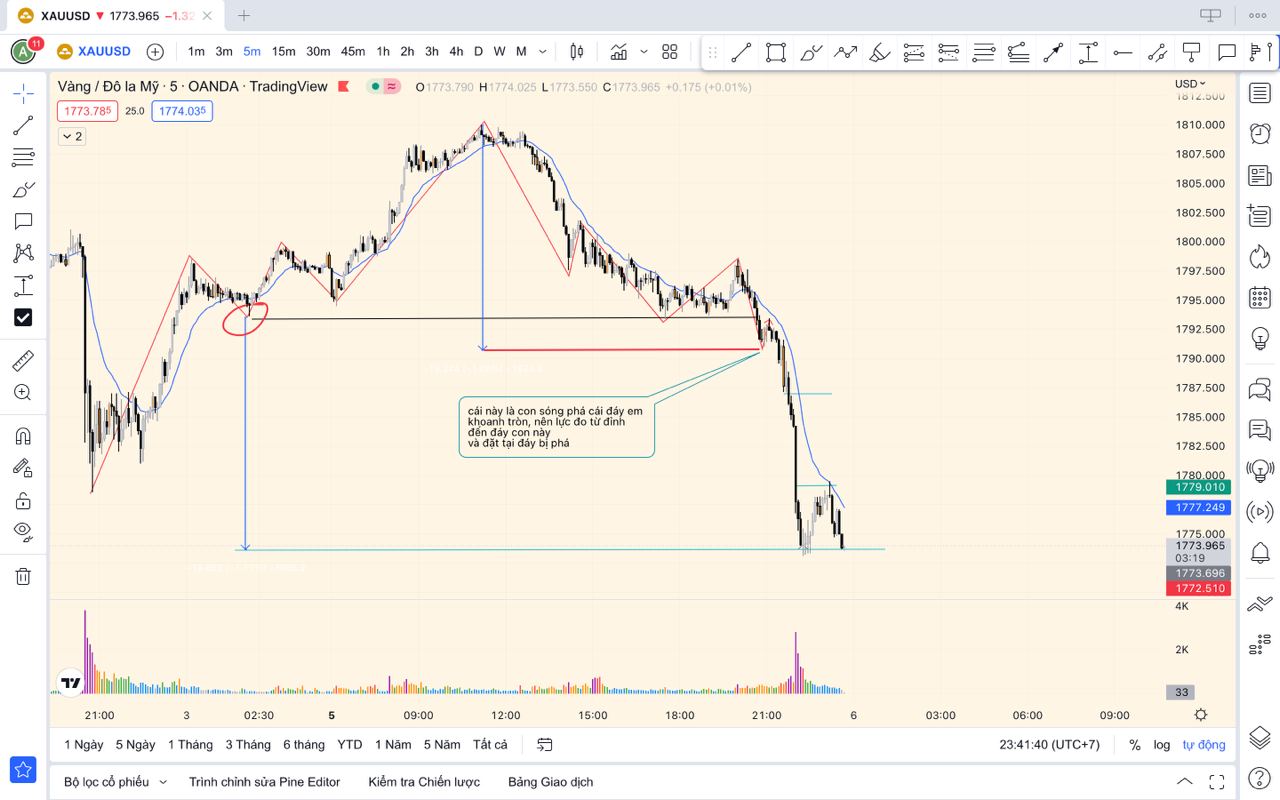 XAUUSD ▼ 1773.965 −1.32
A 11 XAUUSD 1m 3m 5m 15m 30m 45m 1h 2h 3h 4h D W M
Vàng / Đô la Mỹ · 5 · OANDA · TradingView O1773.790 H1774.025 L1773.550 C1773.965 +0.175 (+0.01%) USD
1773.785 25.0 1774.035
2
1812.500
1810.000
1807.500
1805.000
1802.500
1800.000
1797.500
1795.000
1792.500
1790.000
1787.500
1785.000
1782.500
1780.000
1779.010
1777.249
1775.000
1773.965
03:19
1773.696
1772.510
cái này là con sóng phá cái đáy em
khoanh tròn, nên lực đo từ đỉnh
đến đáy con này
và đặt tại đáy bị phá
4K
2K
33
21:00 3 02:30 5 09:00 12:00 15:00 18:00 21:00 6 03:00 06:00 09:00
1 Ngày 5 Ngày 1 Tháng 3 Tháng 6 tháng YTD 1 Năm 5 Năm Tất cả 23:41:40 (UTC+7) % log tự động
Bộ lọc cổ phiếu Trình chỉnh sửa Pine Editor Kiểm tra Chiến lược Bảng Giao dịch